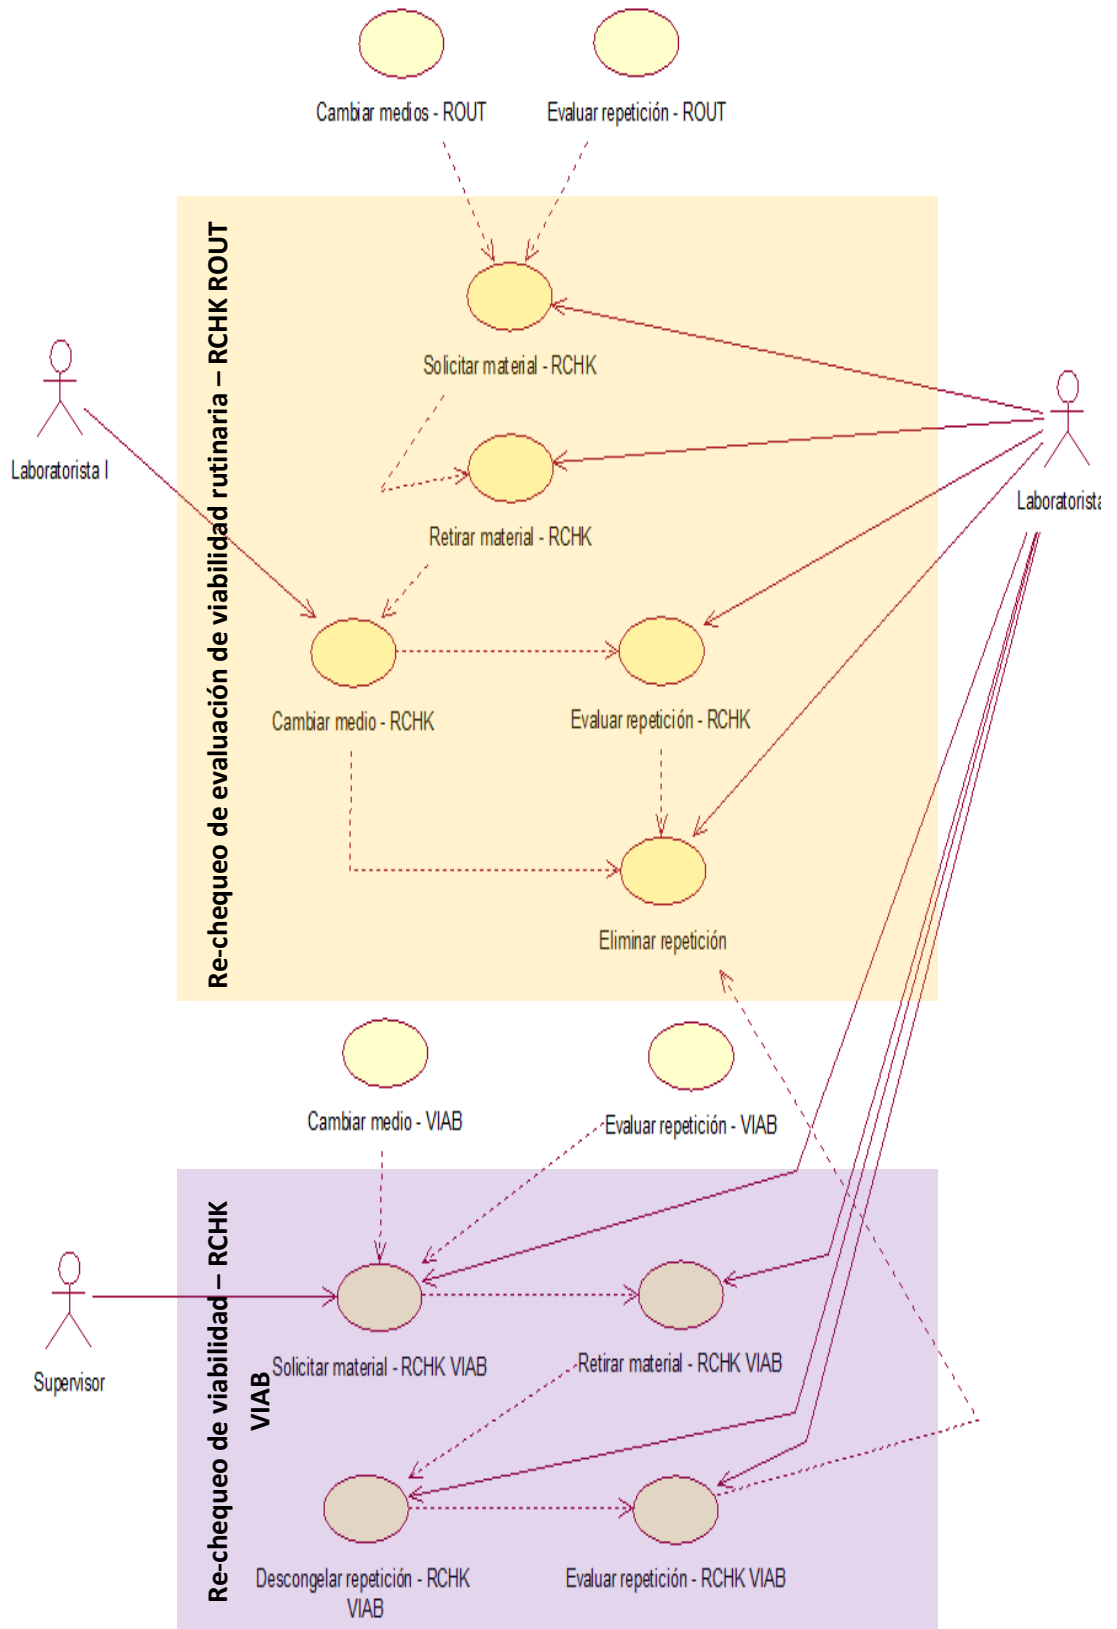 Cambiar medios - ROUT
Evaluar repetición - ROUT
Re-chequeo de evaluación de viabilidad rutinaria – RCHK ROUT
Solicitar material - RCHK
Laboratorista I
Laboratorista
Retirar material - RCHK
Cambiar medio - RCHK
Evaluar repetición - RCHK
Eliminar repetición
Cambiar medio - VIAB
Evaluar repetición - VIAB
Re-chequeo de viabilidad – RCHK
VIAB
Solicitar material - RCHK VIAB
Retirar material - RCHK VIAB
Supervisor
Descongelar repetición - RCHK
VIAB
Evaluar repetición - RCHK VIAB